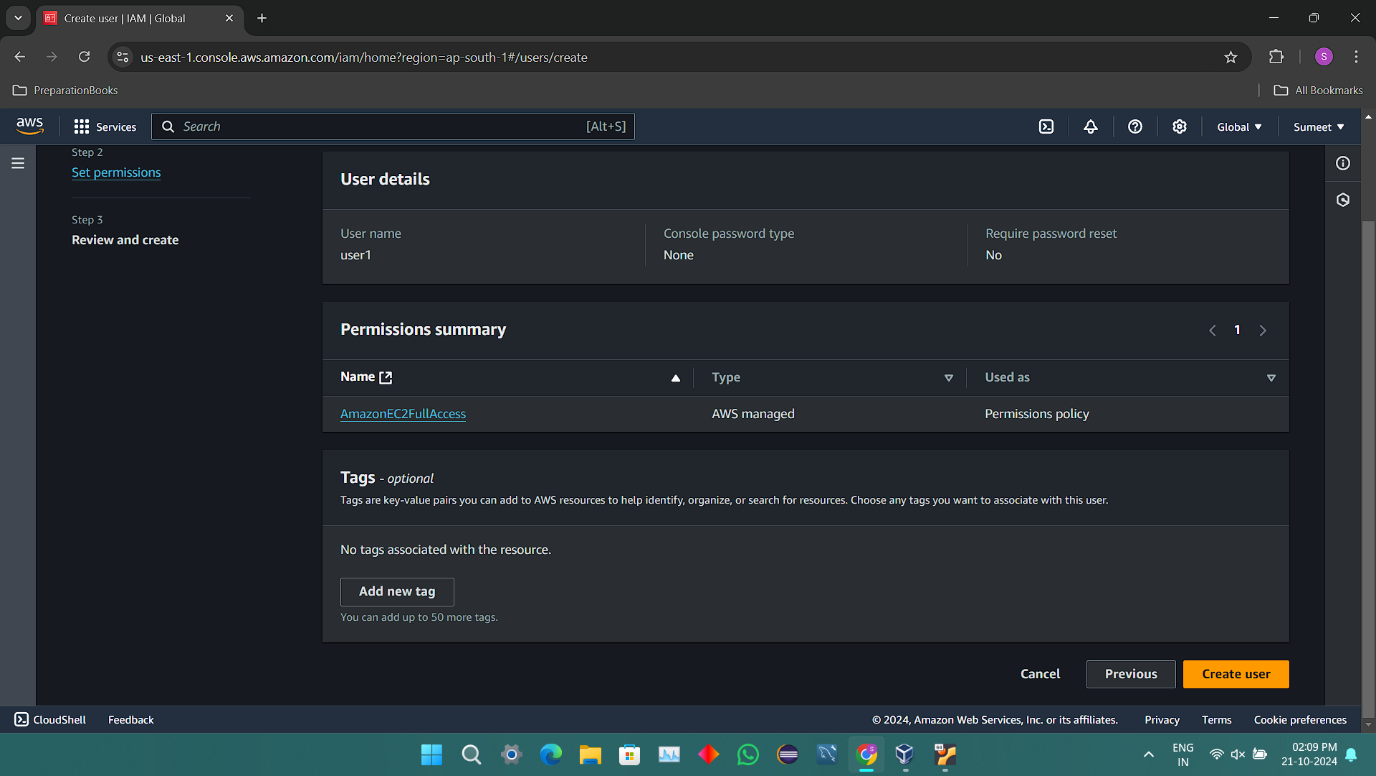 Create user | IAM | Global
us-east-1.console.aws.amazon.com/iam/home?region=ap-south-1#/users/create
S
PreparationBooks
All Bookmarks
aws
Services
Search
[Alt+S]
Global
Sumeet
Step 2
Set permissions
Step 3
Review and create
User details
User name
Console password type
Require password reset
user1
None
No
Permissions summary
1
Name
Type
Used as
AmazonEC2FullAccess
AWS managed
Permissions policy
Tags - optional
Tags are key-value pairs you can add to AWS resources to help identify, organize, or search for resources. Choose any tags you want to associate with this user.
No tags associated with the resource.
Add new tag
You can add up to 50 more tags.
Cancel
Previous
Create user
CloudShell
Feedback
© 2024, Amazon Web Services, Inc. or its affiliates.
Privacy
Terms
Cookie preferences
ENG
IN
02:09 PM
21-10-2024